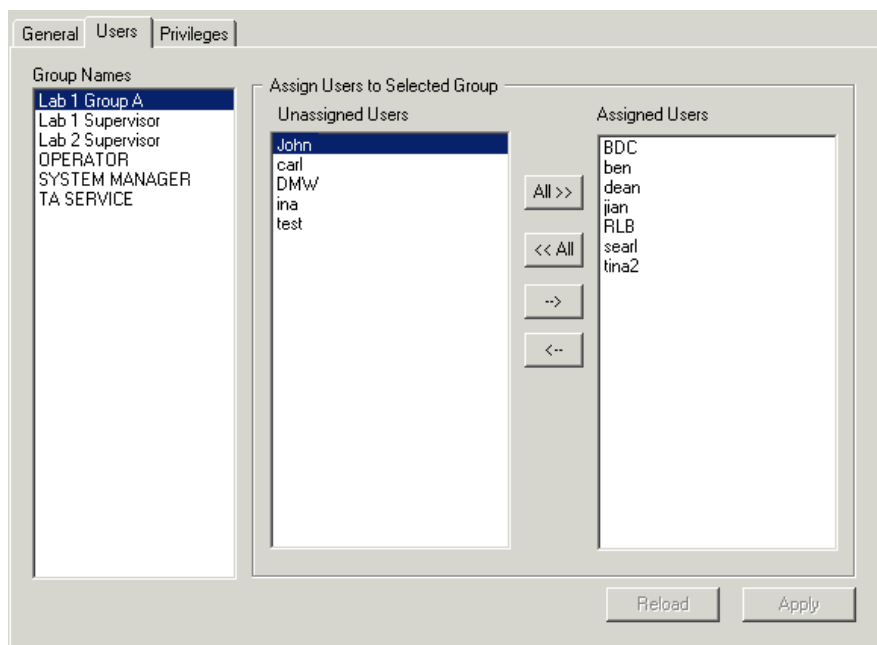 General Users Privileges
Group Names
Lab 1 Group A
Lab 1 Supervisor
Lab 2 Supervisor
OPERATOR
SYSTEM MANAGER
TA SERVICE
Assign Users to Selected Group
Unassigned Users
John
carl
DMW
ina
test
All >>
<< All
-->
<--
Assigned Users
BDC
ben
dean
jian
RLB
searl
tina2
Reload Apply